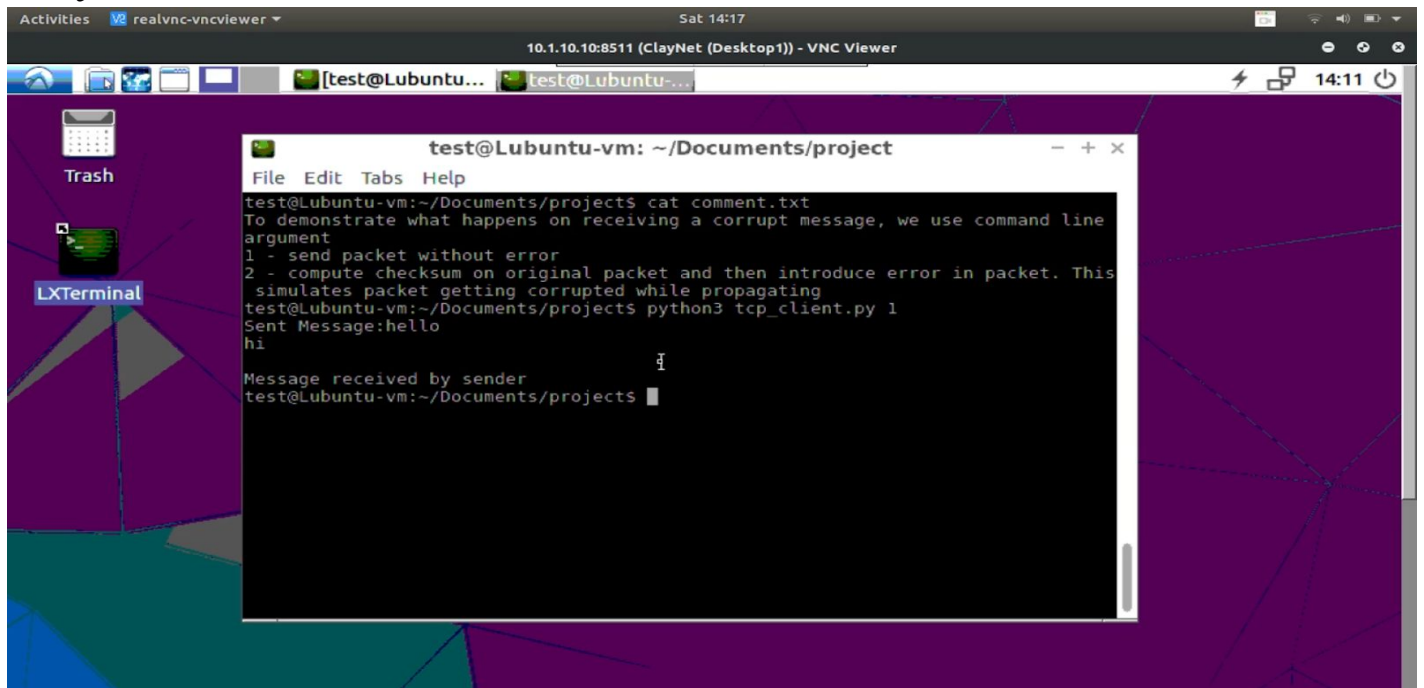 Activities realvnc-vncviewer Sat 14:17
10.1.10.10:8511 (ClayNet (Desktop1)) - VNC Viewer
[test@Lubuntu... test@Lubuntu-... 14:11
Trash
LXTerminal
test@Lubuntu-vm: ~/Documents/project
File Edit Tabs Help
test@Lubuntu-vm:~/Documents/project$ cat comment.txt
To demonstrate what happens on receiving a corrupt message, we use command line
argument
1 - send packet without error
2 - compute checksum on original packet and then introduce error in packet. This
simulates packet getting corrupted while propagating
test@Lubuntu-vm:~/Documents/project$ python3 tcp_client.py 1
Sent Message:hello
hi
Message received by sender
test@Lubuntu-vm:~/Documents/project$